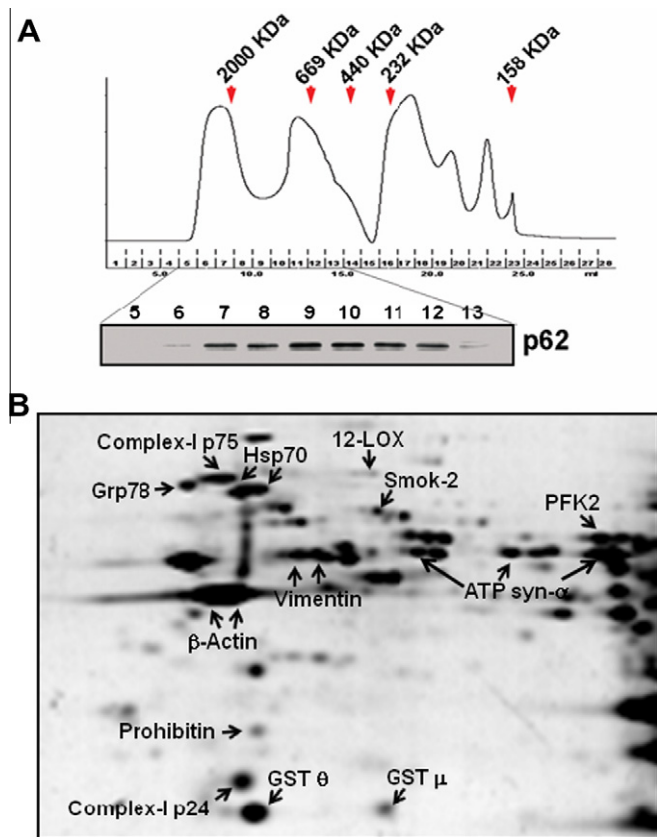 A
2000 KDa
669 KDa
440 KDa
232 KDa
158 KDa
1 2 3 4 5 6 7 8 9 10 11 12 13 14 15 16 17 18 19 20 21 22 23 24 26 27 28
5.0 10.0 15.0 20.0 25.0 ml
5 6 7 8 9 10 11 12 13
p62
B
Complex-I p75
Hsp70
12-LOX
Grp78
Smok-2
PFK2
Vimentin
ATP syn-α
β-Actin
Prohibitin
GST θ
GST μ
Complex-I p24